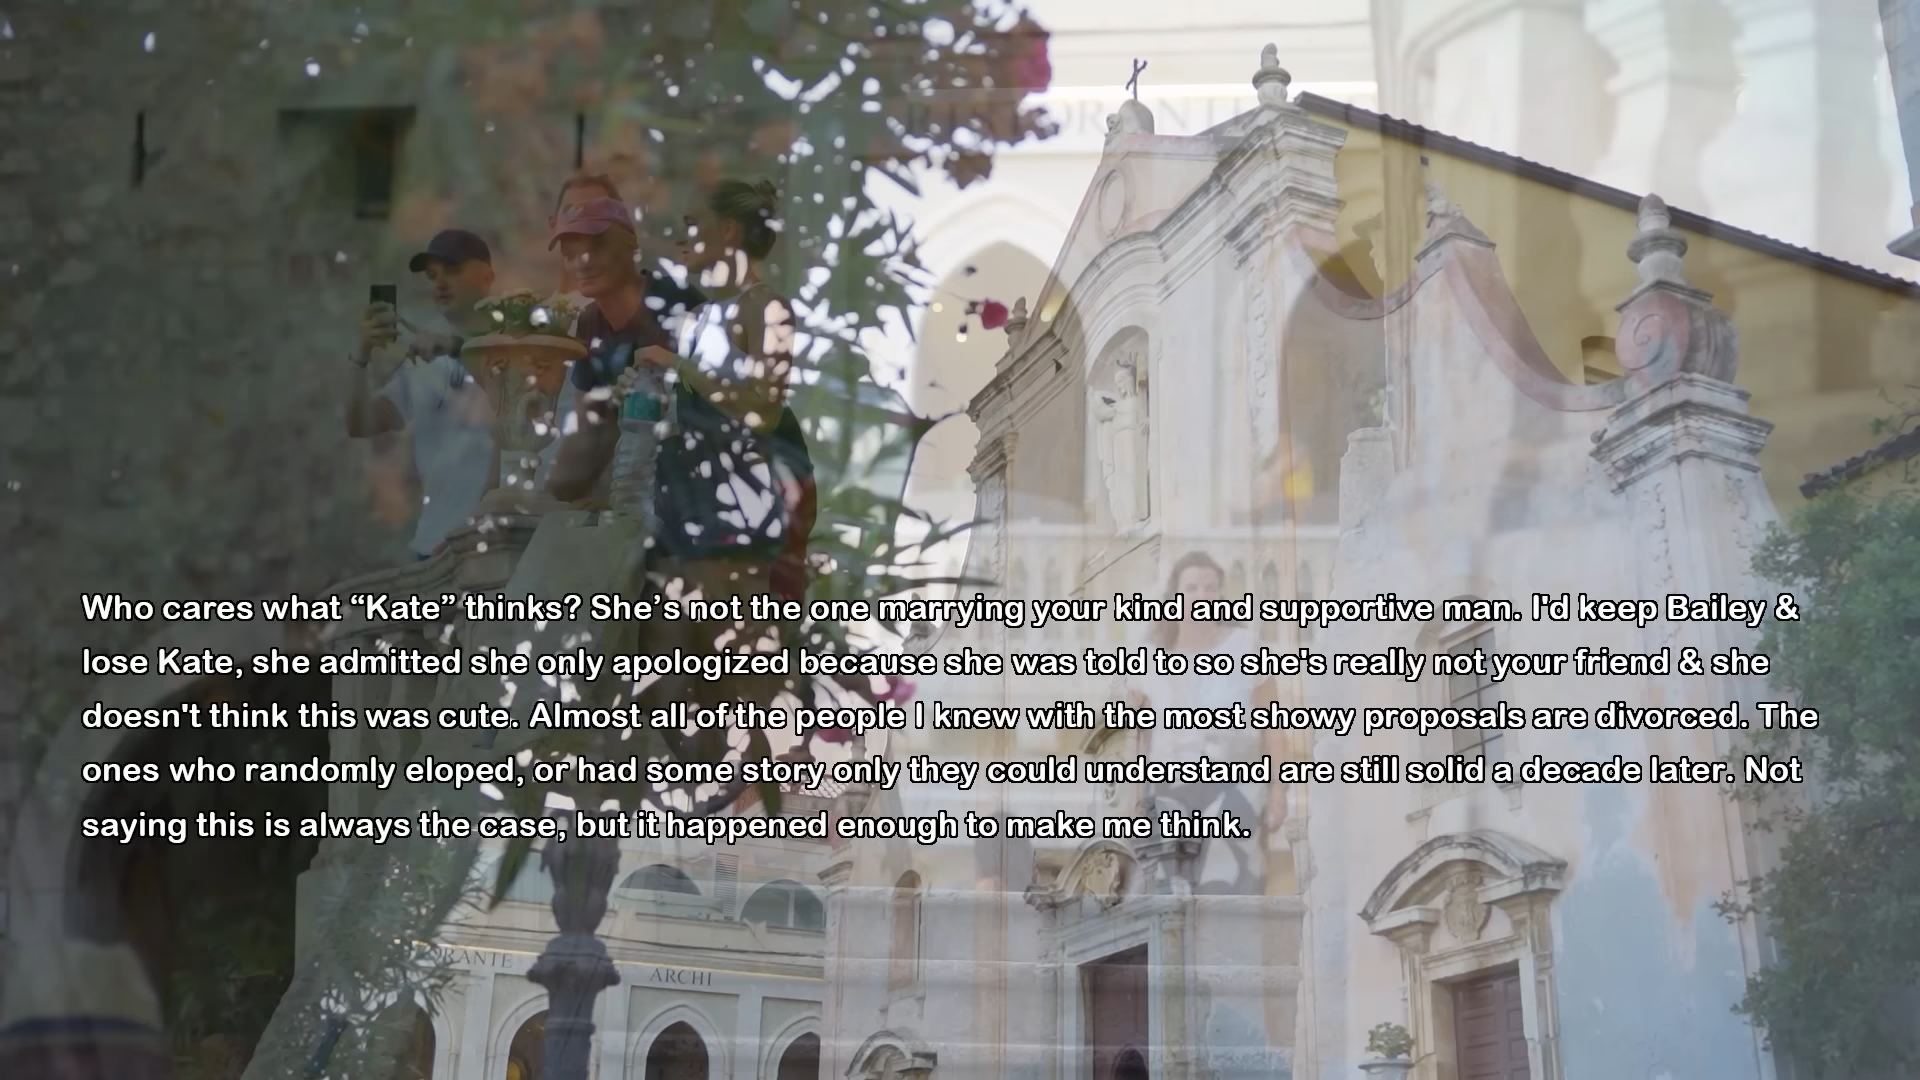 RISTORANTE
Who cares what “Kate” thinks? She’s not the one marrying your kind and supportive man. I'd keep Bailey &
lose Kate, she admitted she only apologized because she was told to so she's really not your friend & she
doesn't think this was cute. Almost all of the people I knew with the most showy proposals are divorced. The
ones who randomly eloped, or had some story only they could understand are still solid a decade later. Not
saying this is always the case, but it happened enough to make me think.
ORANTE
ARCHI